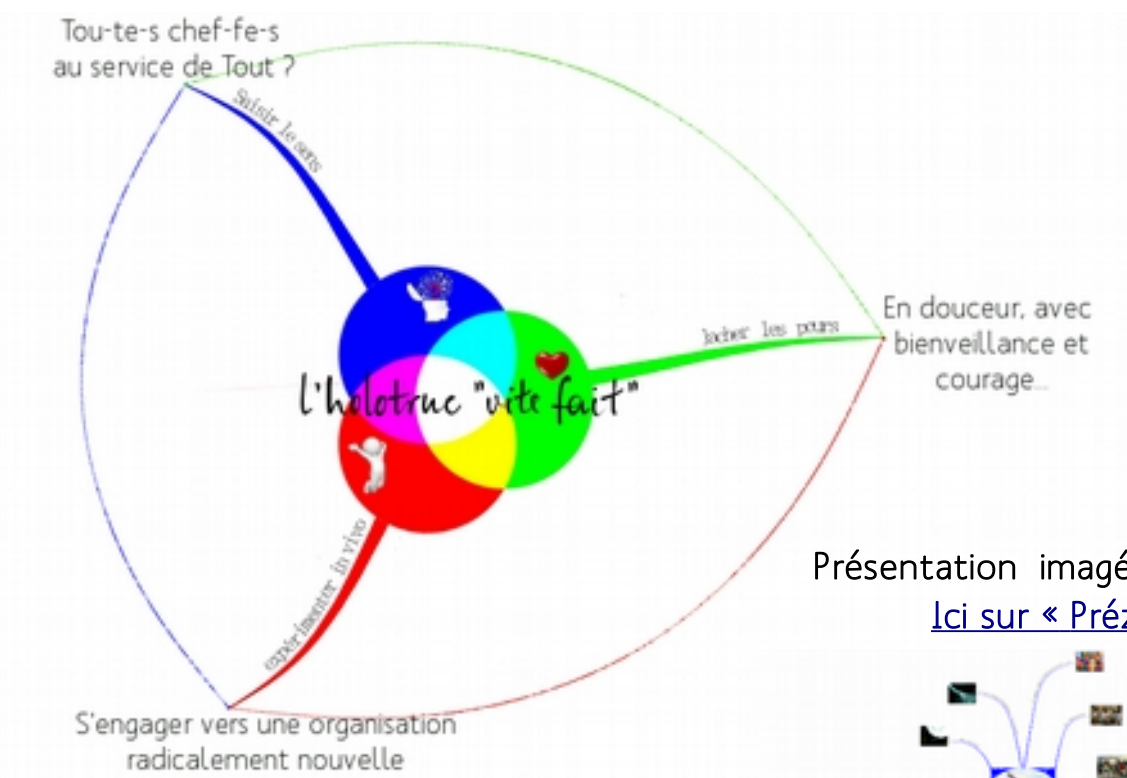 Tou-te-s chef-fe-s
au service de Tout ?
Saisir le sens
En douceur, avec
bienveillance et
courage...
lacher les peurs
l'holotruc "vite fait"
expérimenter in vivo
S'engager vers une organisation
radicalement nouvelle
Présentation imagé
Ici sur « Préz